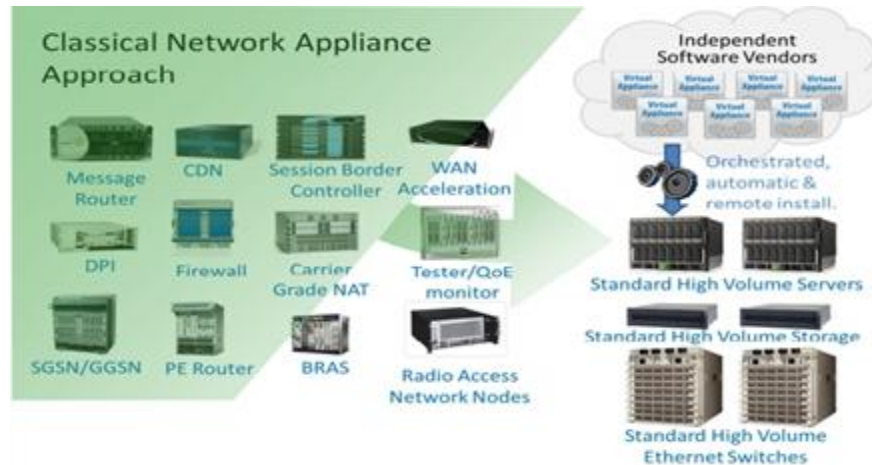 Classical Network Appliance
Approach
Message
Router
CDN
Session Border
Controller
WAN
Acceleration
DPI
Firewall
Carrier
Grade NAT
Tester/QoE
monitor
SGSN/GGSN
PE Router
BRAS
Radio Access
Network Nodes
Independent
Software Vendors
Virtual
Appliance
Virtual
Appliance
Virtual
Appliance
Virtual
Appliance
Virtual
Appliance
Virtual
Appliance
Virtual
Appliance
Orchestrated,
automatic &
remote install.
Standard High Volume Servers
Standard High Volume Storage
Standard High Volume
Ethernet Switches